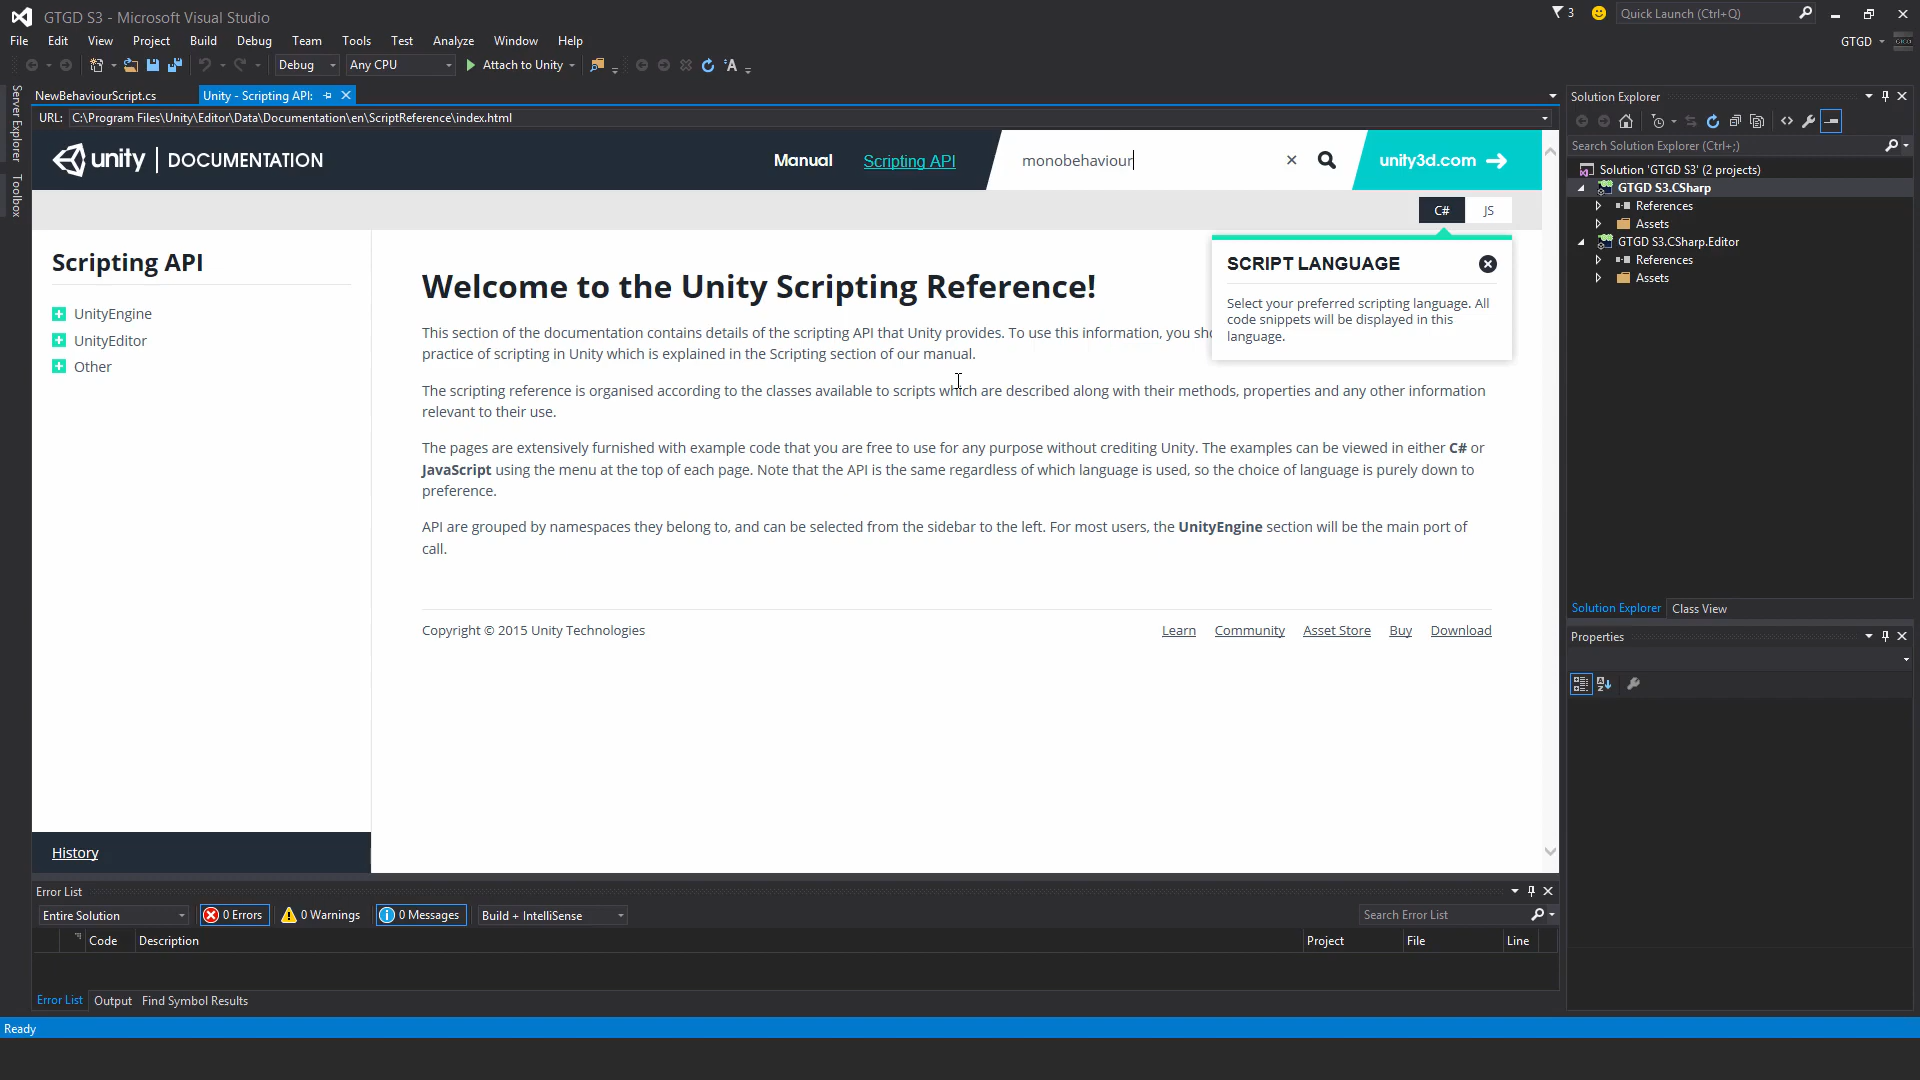 GTGD S3 - Microsoft Visual Studio
3
Quick Launch (Ctrl+Q)
File Edit View Project Build Debug Team Tools Test Analyze Window Help
GTGD
Debug Any CPU Attach to Unity
Server Explorer
Toolbox
NewBehaviourScript.cs
Unity - Scripting API:
URL: C:\Program Files\Unity\Editor\Data\Documentation\en\ScriptReference\index.html
unity | DOCUMENTATION
Manual
Scripting API
monobehaviour
unity3d.com
C# JS
Scripting API
UnityEngine
UnityEditor
Other
History
Welcome to the Unity Scripting Reference!
This section of the documentation contains details of the scripting API that Unity provides. To use this information, you sho
practice of scripting in Unity which is explained in the Scripting section of our manual.
The scripting reference is organised according to the classes available to scripts which are described along with their methods, properties and any other information
relevant to their use.
The pages are extensively furnished with example code that you are free to use for any purpose without crediting Unity. The examples can be viewed in either C# or
JavaScript using the menu at the top of each page. Note that the API is the same regardless of which language is used, so the choice of language is purely down to
preference.
API are grouped by namespaces they belong to, and can be selected from the sidebar to the left. For most users, the UnityEngine section will be the main port of
call.
SCRIPT LANGUAGE
Select your preferred scripting language. All
code snippets will be displayed in this
language.
Copyright © 2015 Unity Technologies
Learn Community Asset Store Buy Download
Error List
Entire Solution 0 Errors 0 Warnings 0 Messages Build + IntelliSense
Search Error List
Code Description Project File Line
Error List Output Find Symbol Results
Ready
Solution Explorer
Search Solution Explorer (Ctrl+;)
Solution 'GTGD S3' (2 projects)
GTGD S3.CSharp
References
Assets
GTGD S3.CSharp.Editor
References
Assets
Solution Explorer Class View
Properties